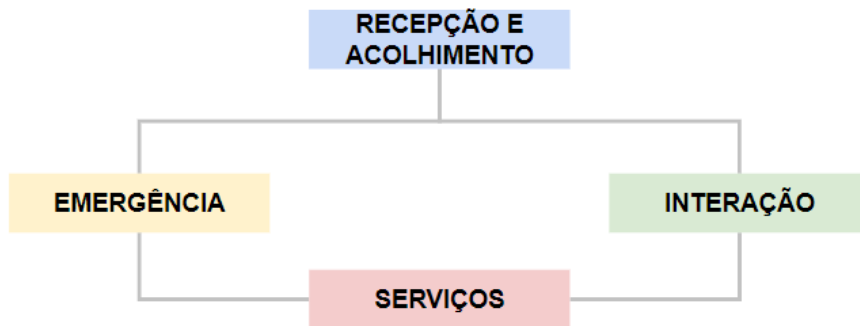 RECEPÇÃO E
ACOLHIMENTO
EMERGÊNCIA
INTERAÇÃO
SERVIÇOS